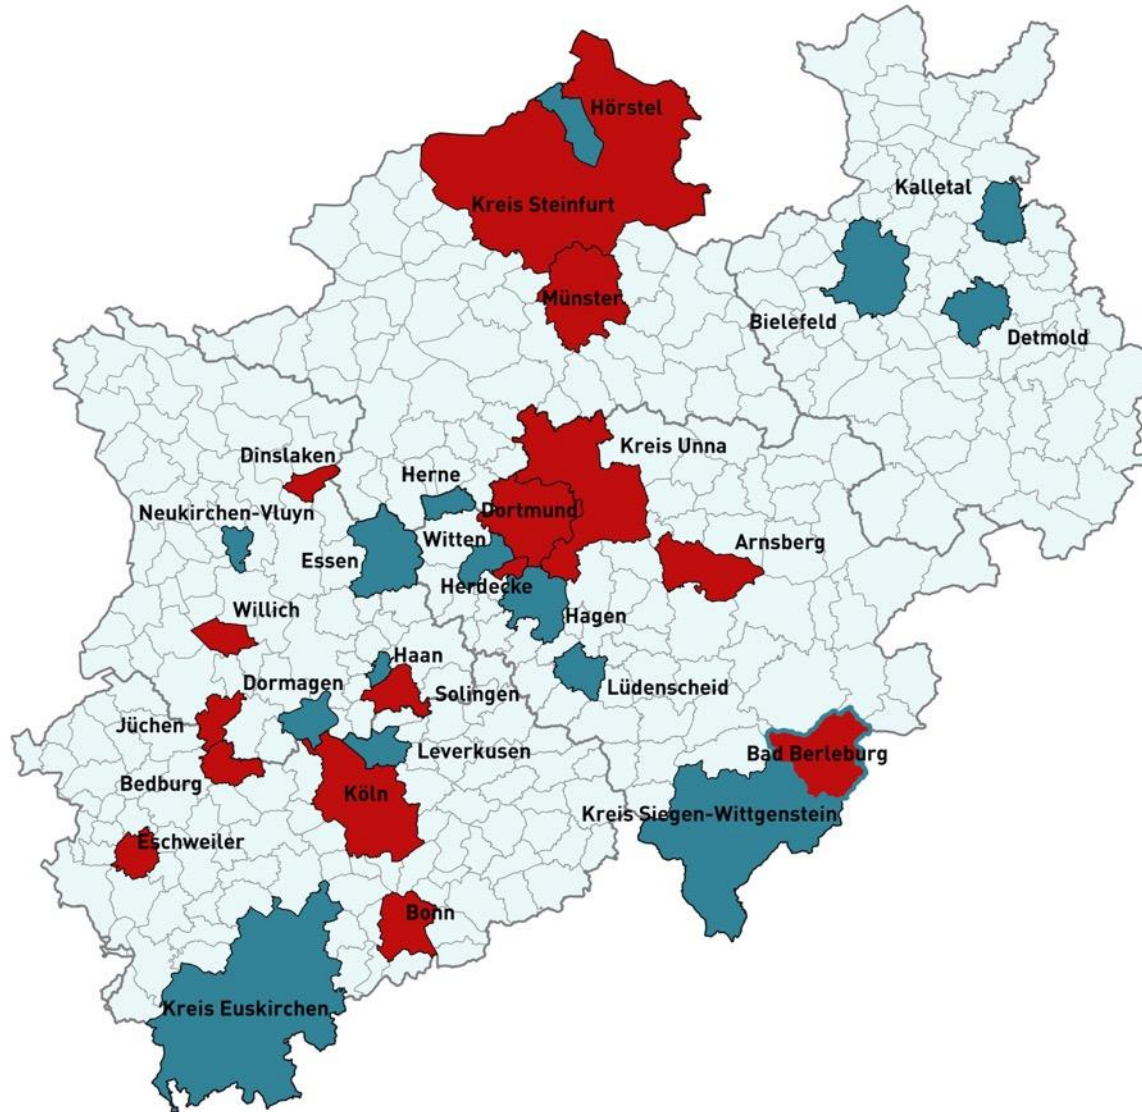 Hörstel
Kalletal
Kreis Steinfurt
Münster
Bielefeld
Detmold
Kreis Unna
Dinslaken
Herne
Neukirchen-Vluyn
Dortmund
Witten
Arnsberg
Essen
Herdecke
Willich
Hagen
Haan
Dormagen
Solingen
Lüdenscheid
Jüchen
Leverkusen
Bad Berleburg
Bedburg
Köln
Kreis Siegen-Wittgenstein
Eschweiler
Bonn
Kreis Euskirchen